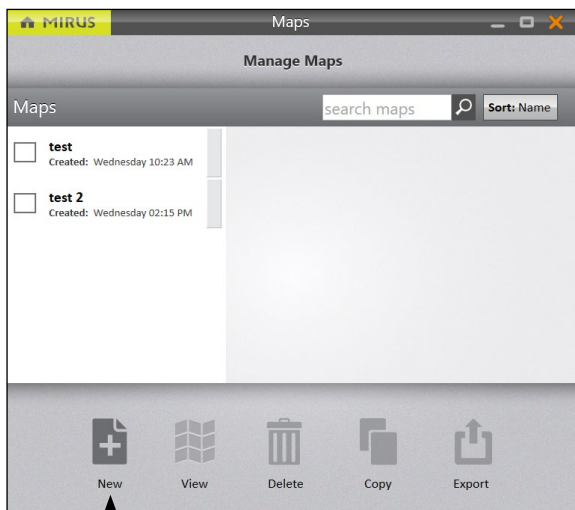 MIRUS Maps
Manage Maps
Maps search maps Sort: Name
test
Created: Wednesday 10:23 AM
test 2
Created: Wednesday 02:15 PM
New View Delete Copy Export